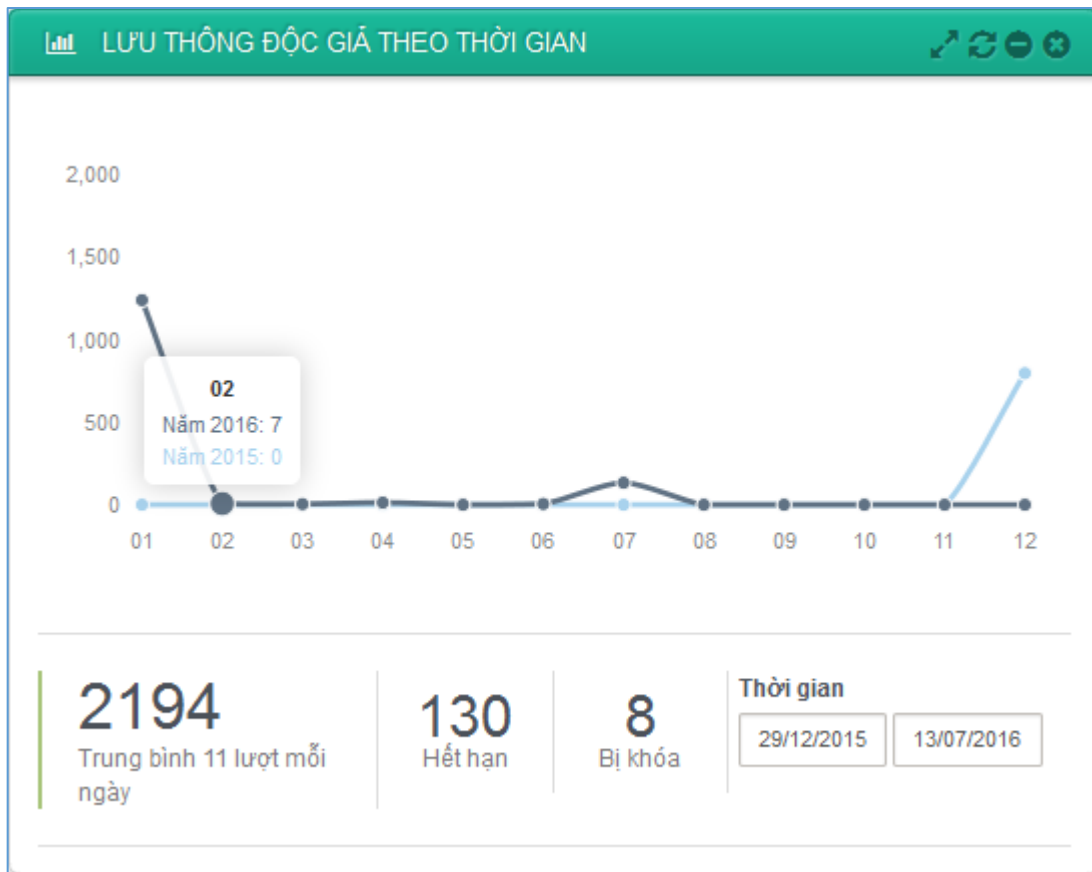 LƯU THÔNG ĐỘC GIẢ THEO THỜI GIAN
2,000
1,500
1,000
500
0
02
Năm 2016: 7
Năm 2015: 0
01 02 03 04 05 06 07 08 09 10 11 12
2194
Trung bình 11 lượt mỗi
ngày
130
Hết hạn
8
Bị khóa
Thời gian
29/12/2015 13/07/2016